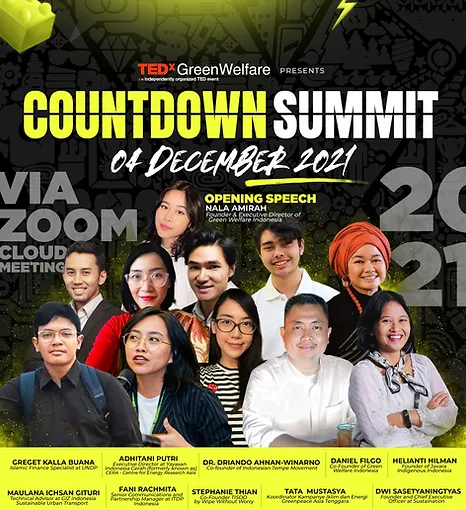 TEDxGreenWelfare PRESENTS
x = independently organized TED event
COUNTDOWN SUMMIT
04 DECEMBER 2021
VIA
ZOOM
CLOUD
MEETING
20
21
OPENING SPEECH
NALA AMIRAH
Founder & Executive Director of
Green Welfare Indonesia
GREGET KALLA BUANA
Islamic Finance Specialist at UNDP
ADHITANI PUTRI
Executive Director at Yayasan
Indonesia Cerah (formerly known as
CERA - Centre for Energy Research Asia)
DR. DRIANDO AHNAN-WINARNO
Co-founder of Indonesian Tempe Movement
DANIEL FILGO
Co-Founder of Green
Welfare Indonesia
HELIANTI HILMAN
Founder of Javara
Indigenous Indonesia
MAULANA ICHSAN GITURI
Technical Advisor at GIZ Indonesia
Sustainable Urban Transport
FANI RACHMITA
Senior Communications and
Partnership Manager at ITDP
Indonesia
STEPHANIE THIAN
Co-Founder TISOO
by Wipe Without Worry
TATA MUSTASYA
Koordinator Kampanye Iklim dan Energi
Greenpeace Asia Tenggara
DWI SASETYANINGTYAS
Founder and Chief Executive
Officer at Sustaination